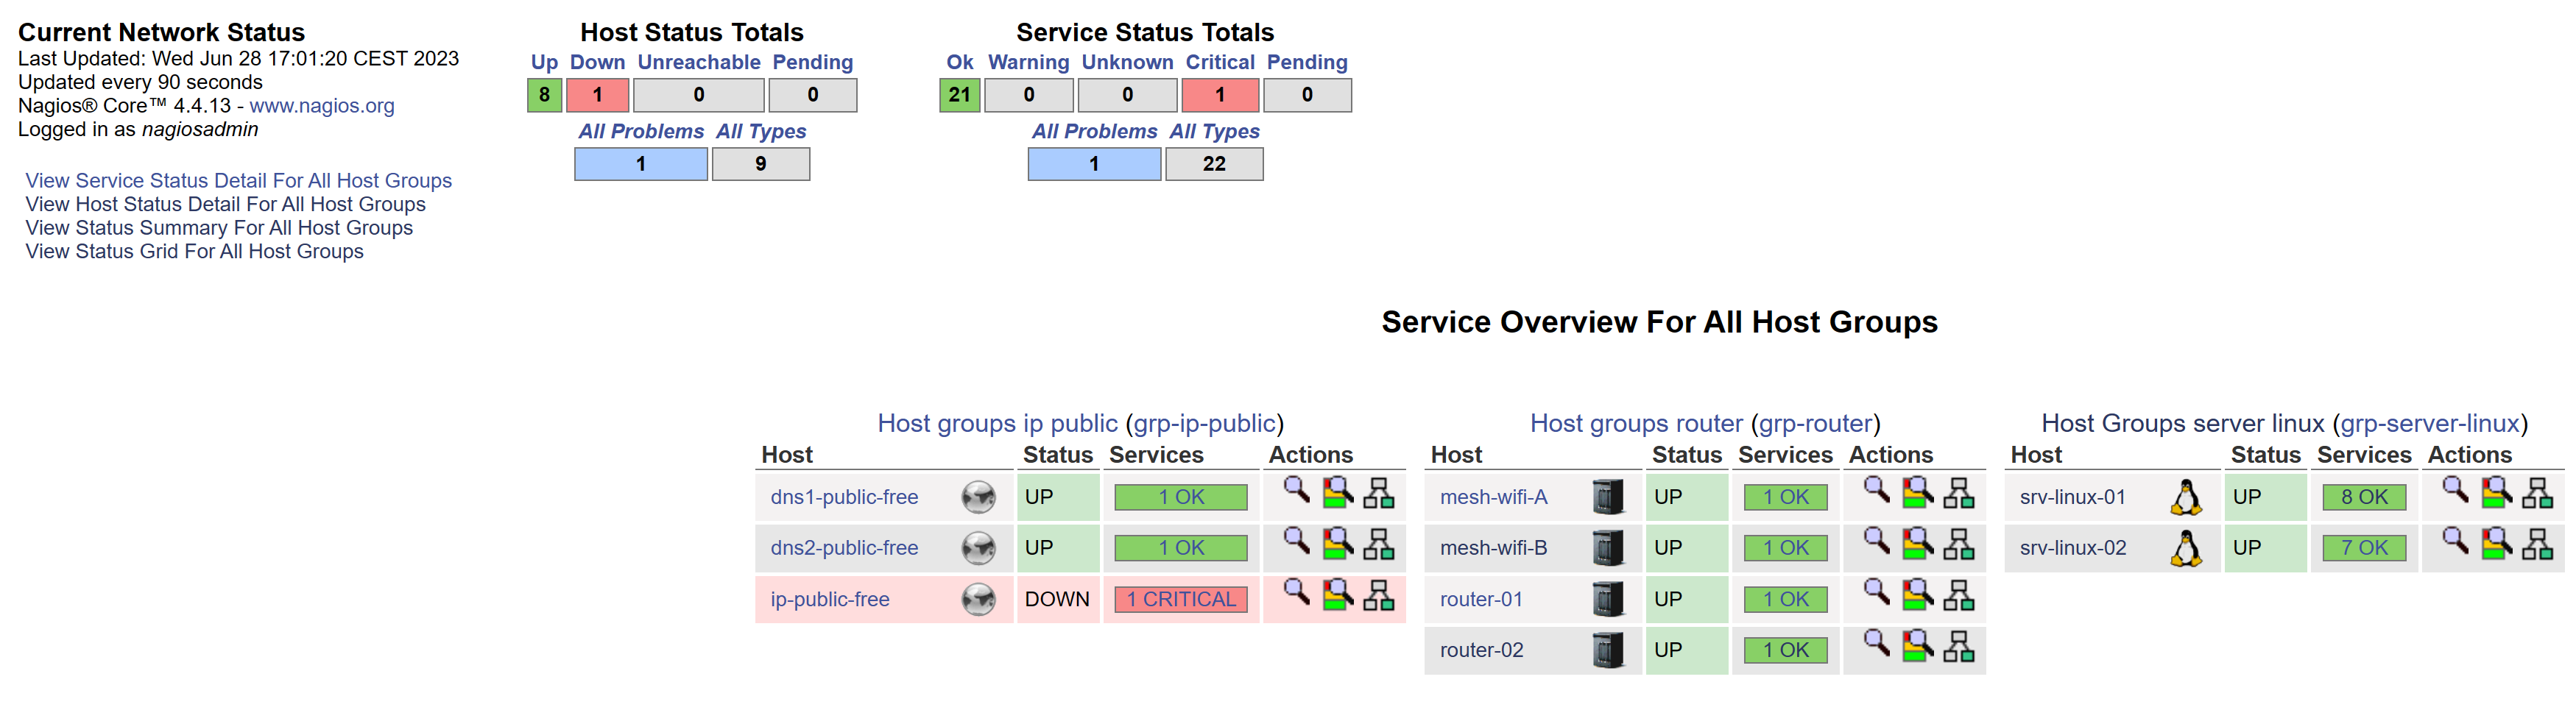 Current Network Status
Last Updated: Wed Jun 28 17:01:20 CEST 2023
Updated every 90 seconds
Nagios® Core™ 4.4.13 - www.nagios.org
Logged in as nagiosadmin
View Service Status Detail For All Host Groups
View Host Status Detail For All Host Groups
View Status Summary For All Host Groups
View Status Grid For All Host Groups
Host Status Totals
Up Down Unreachable Pending
8 1 0 0
All Problems All Types
1 9
Service Status Totals
Ok Warning Unknown Critical Pending
21 0 0 1 0
All Problems All Types
1 22
Service Overview For All Host Groups
Host groups ip public (grp-ip-public)
Host Status Services Actions
dns1-public-free UP 1 OK
dns2-public-free UP 1 OK
ip-public-free DOWN 1 CRITICAL
Host groups router (grp-router)
Host Status Services Actions
mesh-wifi-A UP 1 OK
mesh-wifi-B UP 1 OK
router-01 UP 1 OK
router-02 UP 1 OK
Host Groups server linux (grp-server-linux)
Host Status Services Actions
srv-linux-01 UP 8 OK
srv-linux-02 UP 7 OK